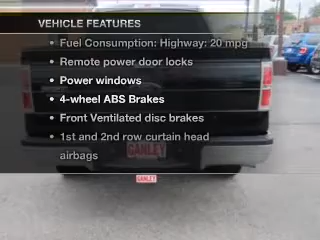 VEHICLE FEATURES
Fuel Consumption: Highway: 20 mpg
Remote power door locks
Power windows
4-wheel ABS Brakes
Front Ventilated disc brakes
1st and 2nd row curtain head
airbags
GANLEY